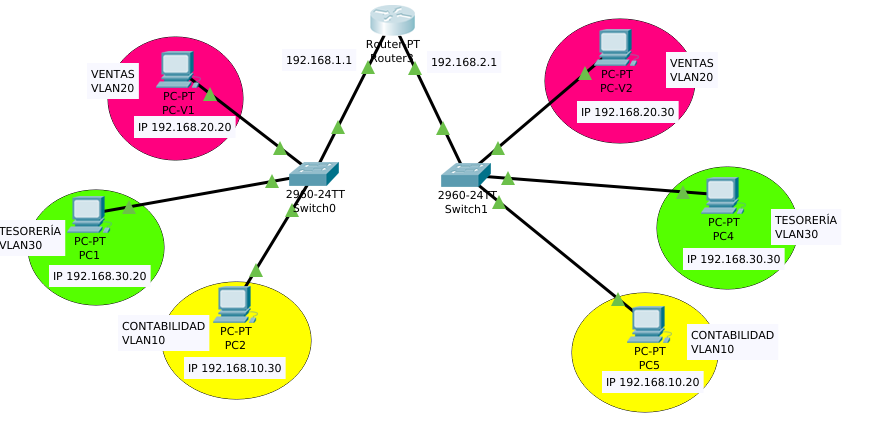 Router-PT
Router3
192.168.1.1
192.168.2.1
VENTAS
VLAN20
PC-PT
PC-V1
IP 192.168.20.20
PC-PT
PC-V2
VENTAS
VLAN20
IP 192.168.20.30
2960-24TT
Switch0
2960-24TT
Switch1
TESORERÍA
VLAN30
PC-PT
PC1
IP 192.168.30.20
PC-PT
PC4
TESORERÍA
VLAN30
IP 192.168.30.30
CONTABILIDAD
VLAN10
PC-PT
PC2
IP 192.168.10.30
PC-PT
PC5
CONTABILIDAD
VLAN10
IP 192.168.10.20